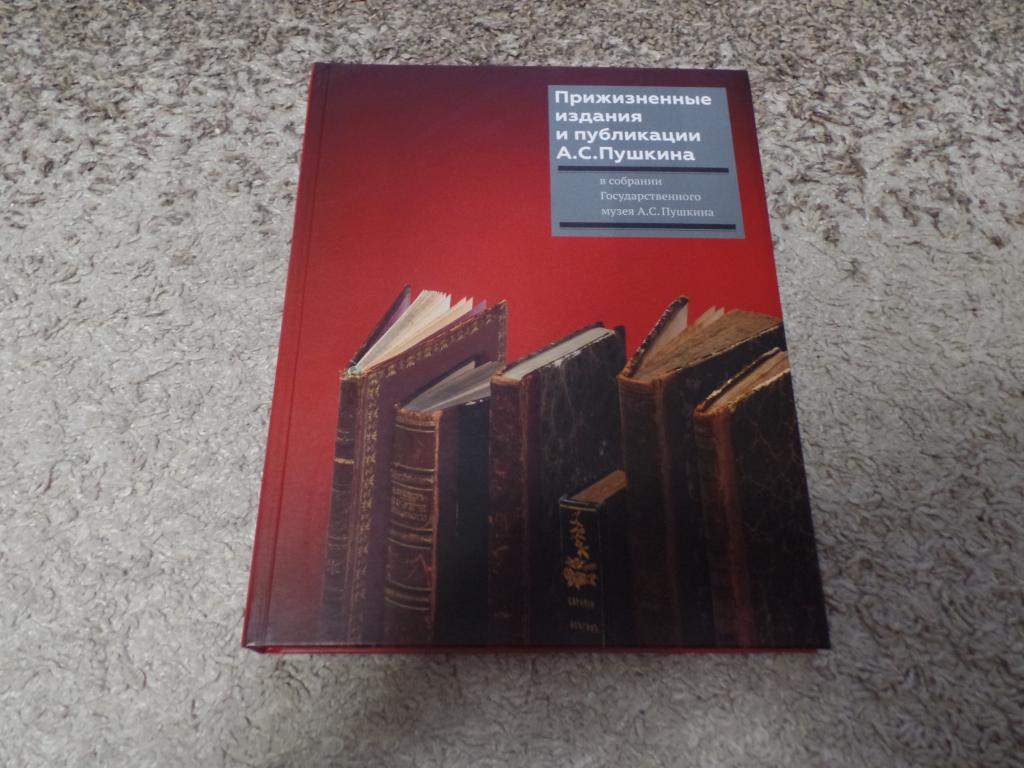 Прижизненные
издания
и публикации
А.С.Пушкина
в собрании
Государственного
музея А.С. Пушкина